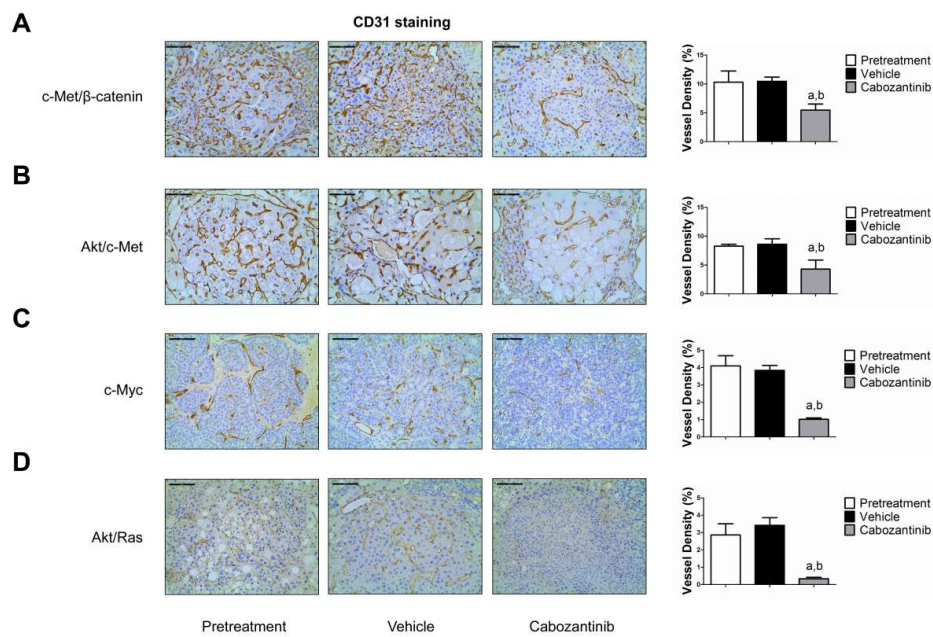 CD31 staining
A
c-Met/β-catenin
Vessel Density (%)
15
10
5
0
a,b
Pretreatment
Vehicle
Cabozantinib
B
Akt/c-Met
Vessel Density (%)
15
10
5
0
a,b
Pretreatment
Vehicle
Cabozantinib
C
c-Myc
Vessel Density (%)
5
4
3
2
1
0
a,b
Pretreatment
Vehicle
Cabozantinib
D
Akt/Ras
Vessel Density (%)
5
4
3
2
1
0
a,b
Pretreatment
Vehicle
Cabozantinib
Pretreatment Vehicle Cabozantinib